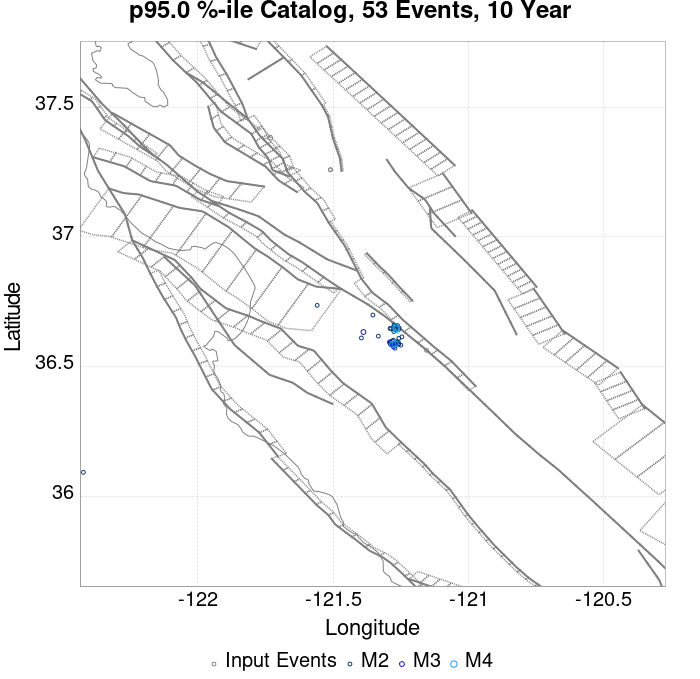 p95.0 %-ile Catalog, 53 Events, 10 Year
37.5
37
36.5
36
Latitude
-122
-121.5
-121
-120.5
Longitude
Input Events
M2
M3
M4